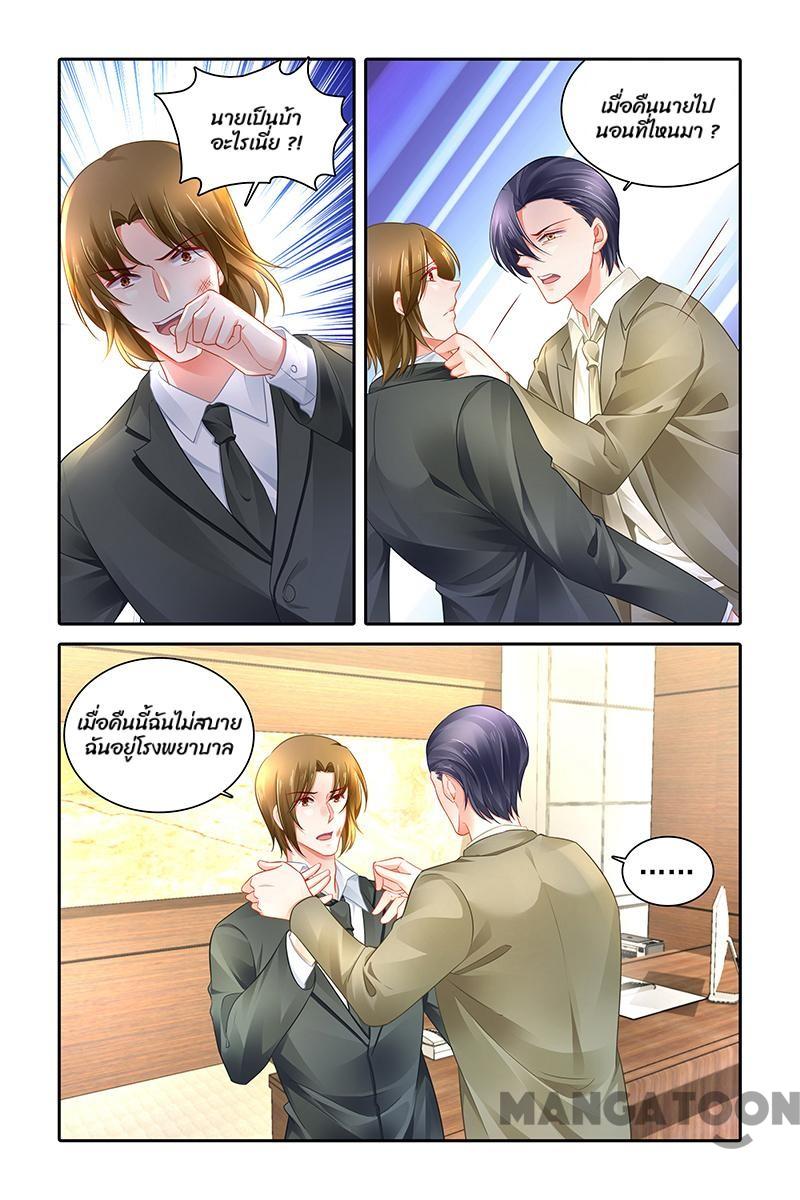 นายเป็นบ้า
อะไรเนี่ย ?!
เมื่อคืนนายไป
นอนที่ไหนมา ?
เมื่อคืนนี้ฉันไม่สบาย
ฉันอยู่โรงพยาบาล
......
MANGATOON